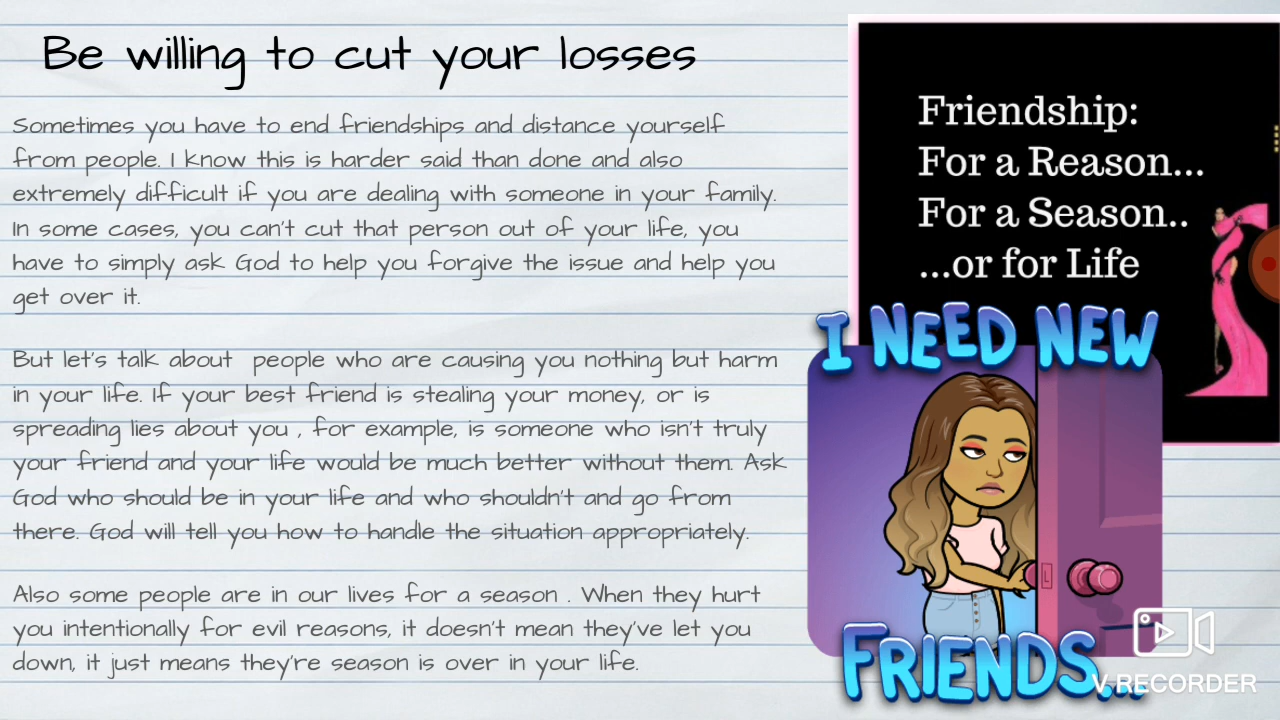 Be willing to cut your losses
Sometimes you have to end friendships and distance yourself
from people. I know this is harder said than done and also
extremely difficult if you are dealing with someone in your family.
In some cases, you can't cut that person out of your life, you
have to simply ask God to help you forgive the issue and help you
get over it.
But let's talk about people who are causing you nothing but harm
in your life. If your best friend is stealing your money, or is
spreading lies about you , for example, is someone who isn't truly
your friend and your life would be much better without them. Ask
God who should be in your life and who shouldn't and go from
there. God will tell you how to handle the situation appropriately.
Also some people are in our lives for a season . When they hurt
you intentionally for evil reasons, it doesn't mean they've let you
down, it just means they're season is over in your life.
Friendship:
For a Reason...
For a Season..
...or for Life
I NEED NEW
FRIENDS...
V RECORDER